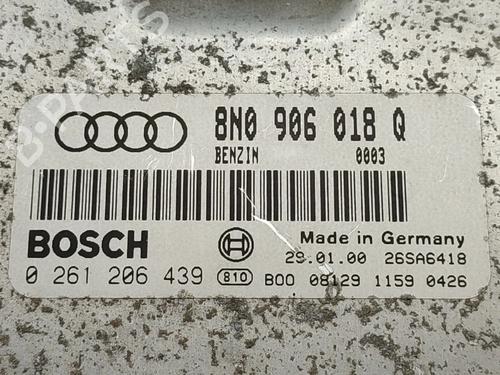 8N0 906 018 Q
BENZIN 0003
BOSCH
Made in Germany
29.01.00 26SA6418
0 261 206 439 810 B00 08129 1159 0426
B-PARTS